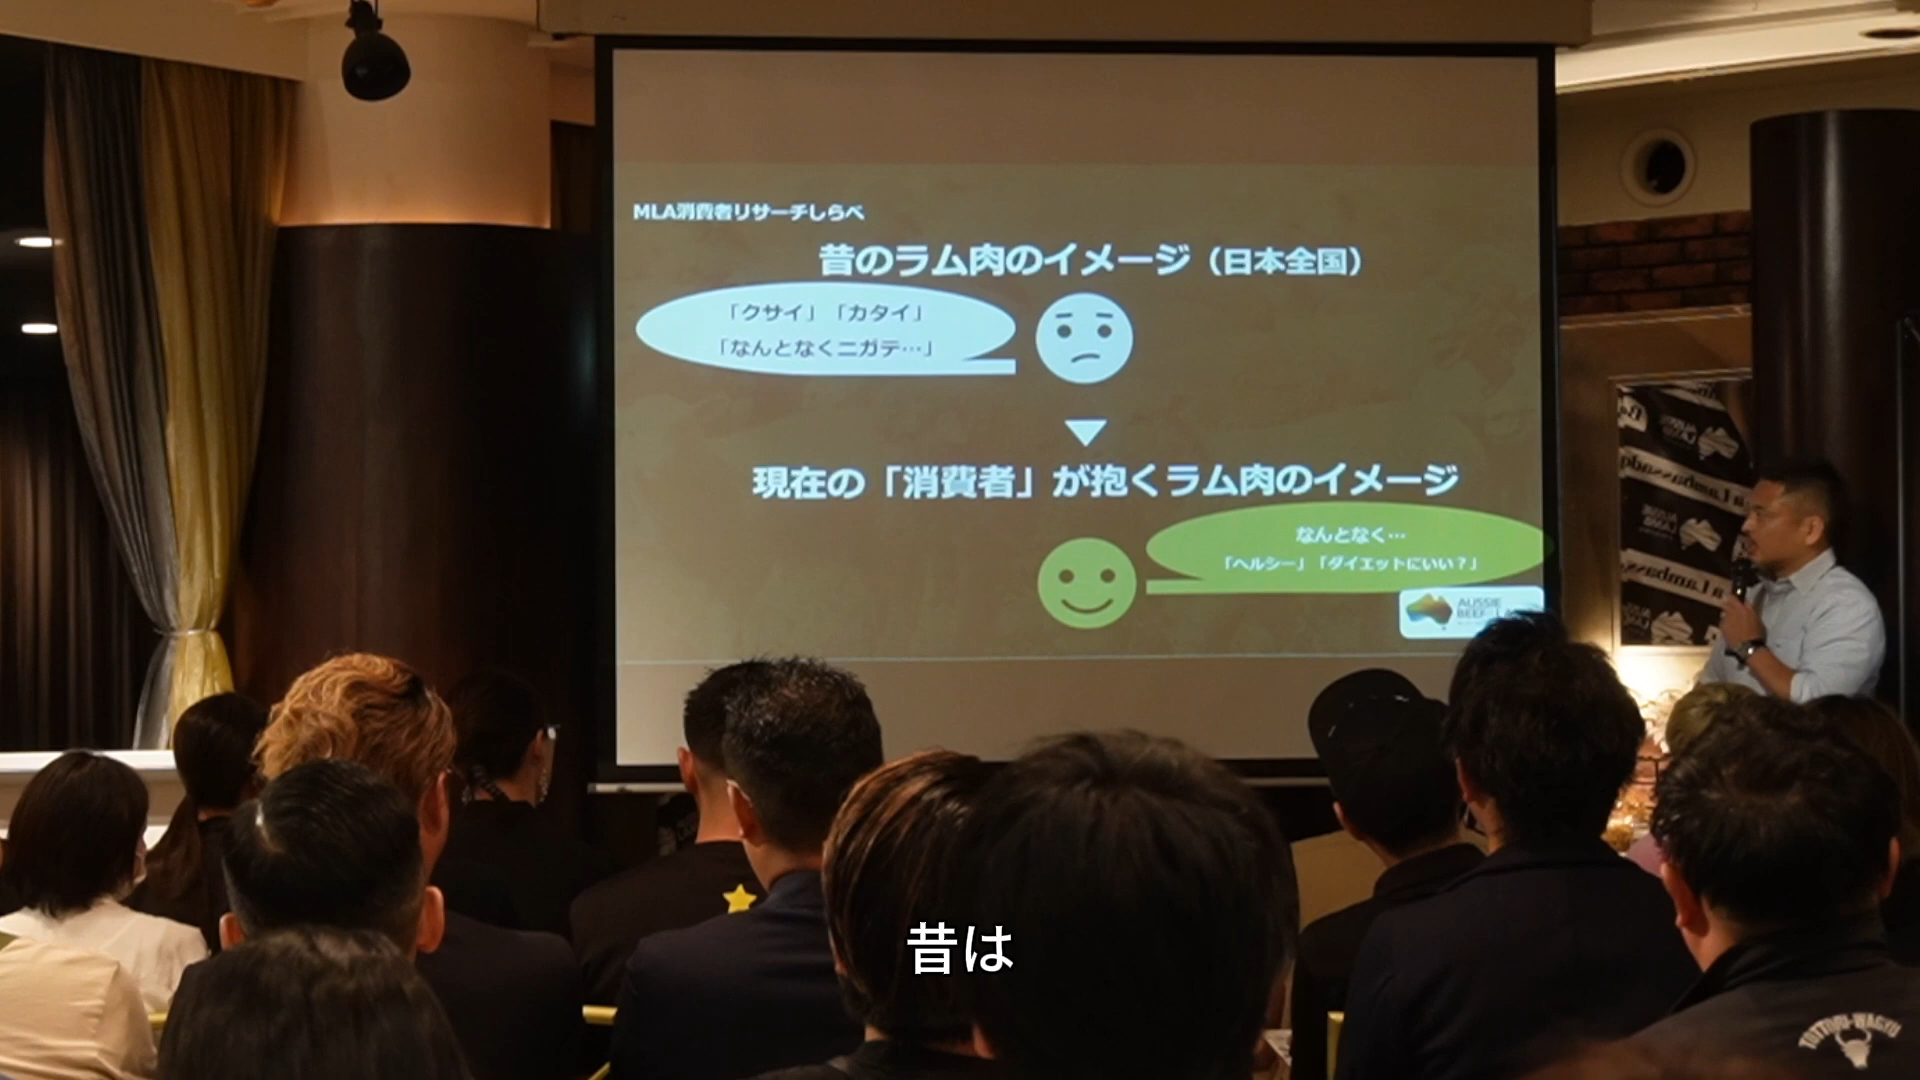 MLA消費者リサーチしらべ
昔のラム肉のイメージ（日本全国）
「クサイ」「カタイ」
「なんとなくニガテ…」
現在の「消費者」が抱くラム肉のイメージ
なんとなく…
「ヘルシー」「ダイエットにいい？」
AUSSIE
BEEF
昔は
TOTTORI-WAGYU